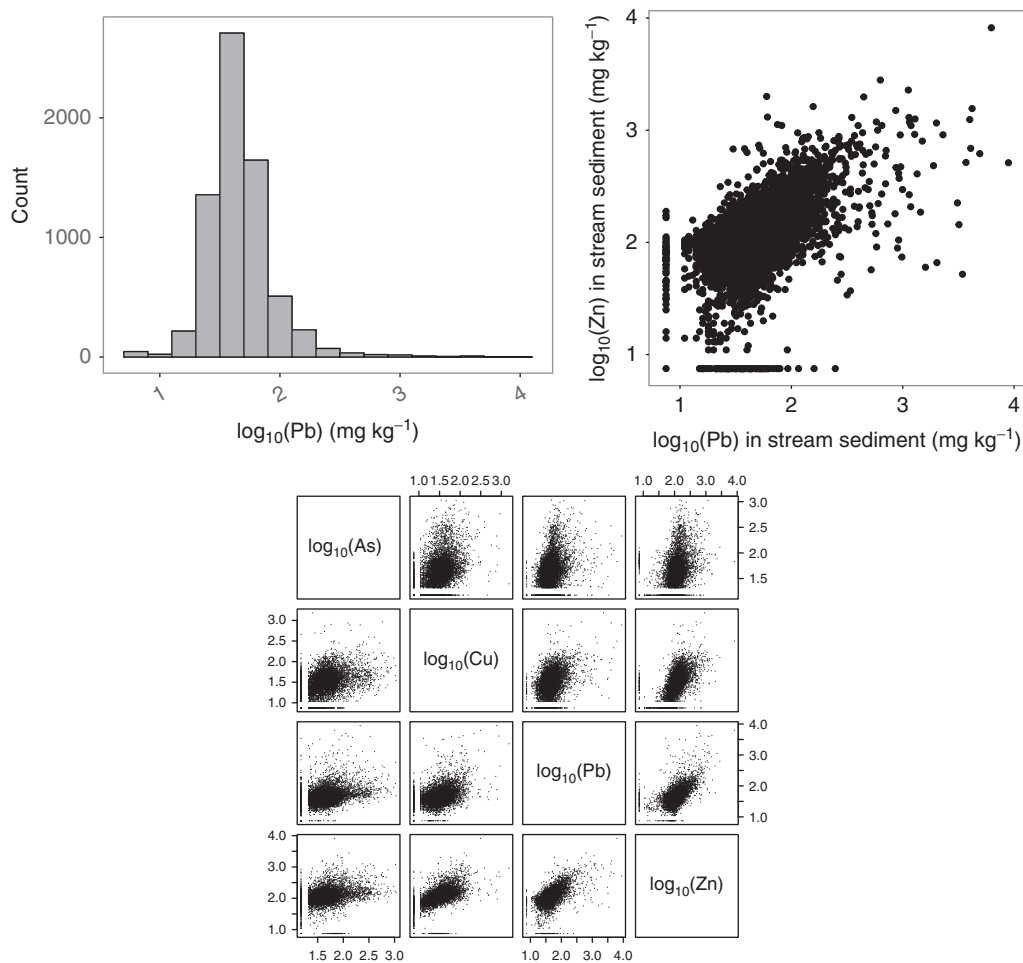 Count
2000
1000
0
1 2 3 4
log₁₀(Pb) (mg kg⁻¹)
log₁₀(Zn) in stream sediment (mg kg⁻¹)
4
3
2
1
1 2 3 4
log₁₀(Pb) in stream sediment (mg kg⁻¹)
1.0 1.5 2.0 2.5 3.0
1.0 2.0 3.0 4.0
log₁₀(As)
3.0
2.5
2.0
1.5
3.0
2.5
2.0
1.5
1.0
log₁₀(Cu)
log₁₀(Pb)
4.0
3.0
2.0
1.0
4.0
3.0
2.0
1.0
log₁₀(Zn)
1.5 2.0 2.5 3.0
1.0 2.0 3.0 4.0